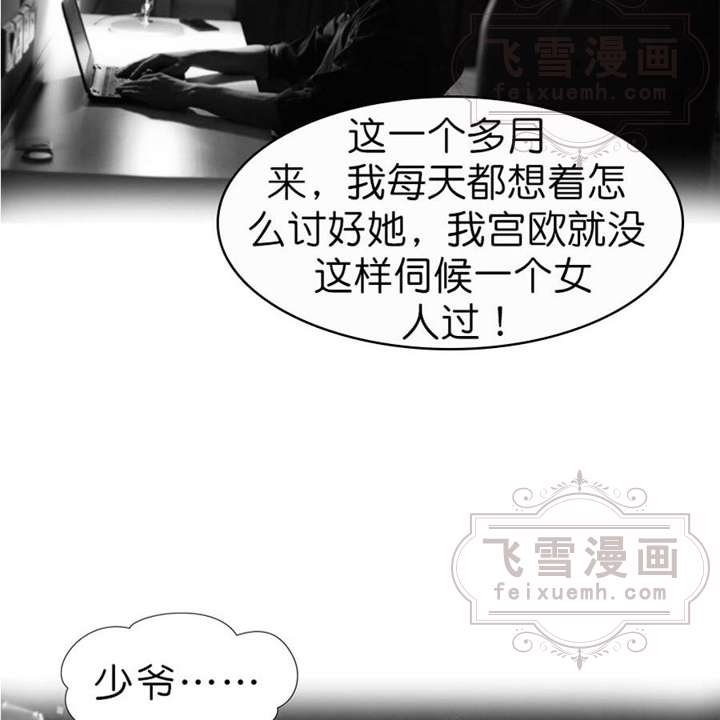 飞雪漫画
feixuemh.com
这一个多月
来，我每天都想着怎
么讨好她，我宫欧就没
这样伺候一个女
人过！
飞雪漫画
feixuemh.com
少爷……